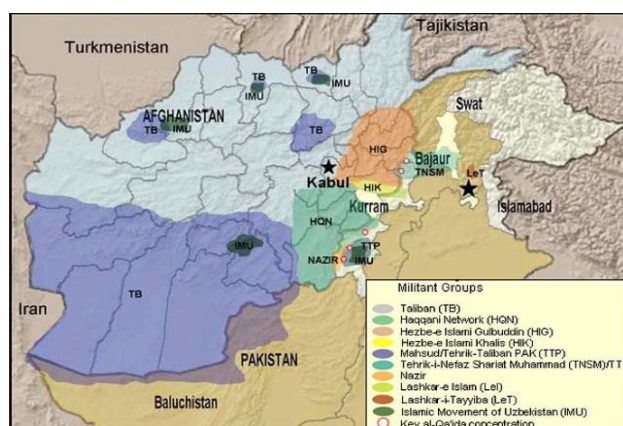 Turkmenistan
Tajikistan
TB
IMU
TB
IMU
AFGHANISTAN
TB
IMU
TB
Swat
HIG
Bajaur
TNSM
LeT
Kabul
HIK
Kurram
Islamabad
HQN
IMU
TTP
IMU
NAZIR
TB
Iran
PAKISTAN
Baluchistan
Militant Groups
Taliban (TB)
Haqqani Network (HQN)
Hezbe-e Islami Gulbuddin (HIG)
Hezbe-e Islami Khalis (HIK)
Mahsud/Tehrik-Taliban PAK (TTP)
Tehrik-i-Nefaz Shariat Muhammad (TNSM)/TT
Nazir
Lashkar-e Islam (LeI)
Lashkar-i-Tayyiba (LeT)
Islamic Movement of Uzbekistan (IMU)
Key al-Qa'ida concentration